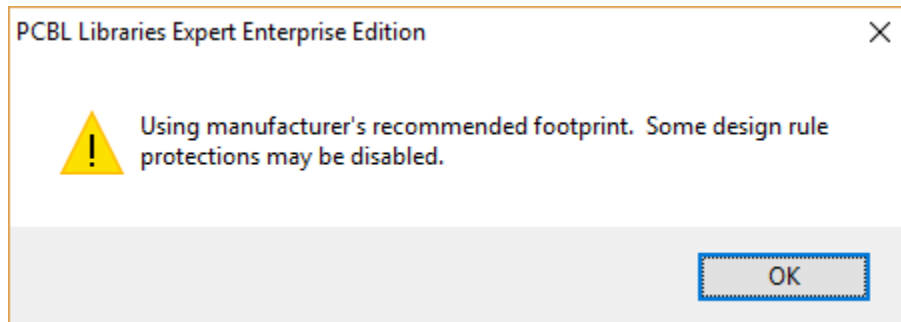 PCBL Libraries Expert Enterprise Edition
Using manufacturer's recommended footprint.  Some design rule
protections may be disabled.
OK